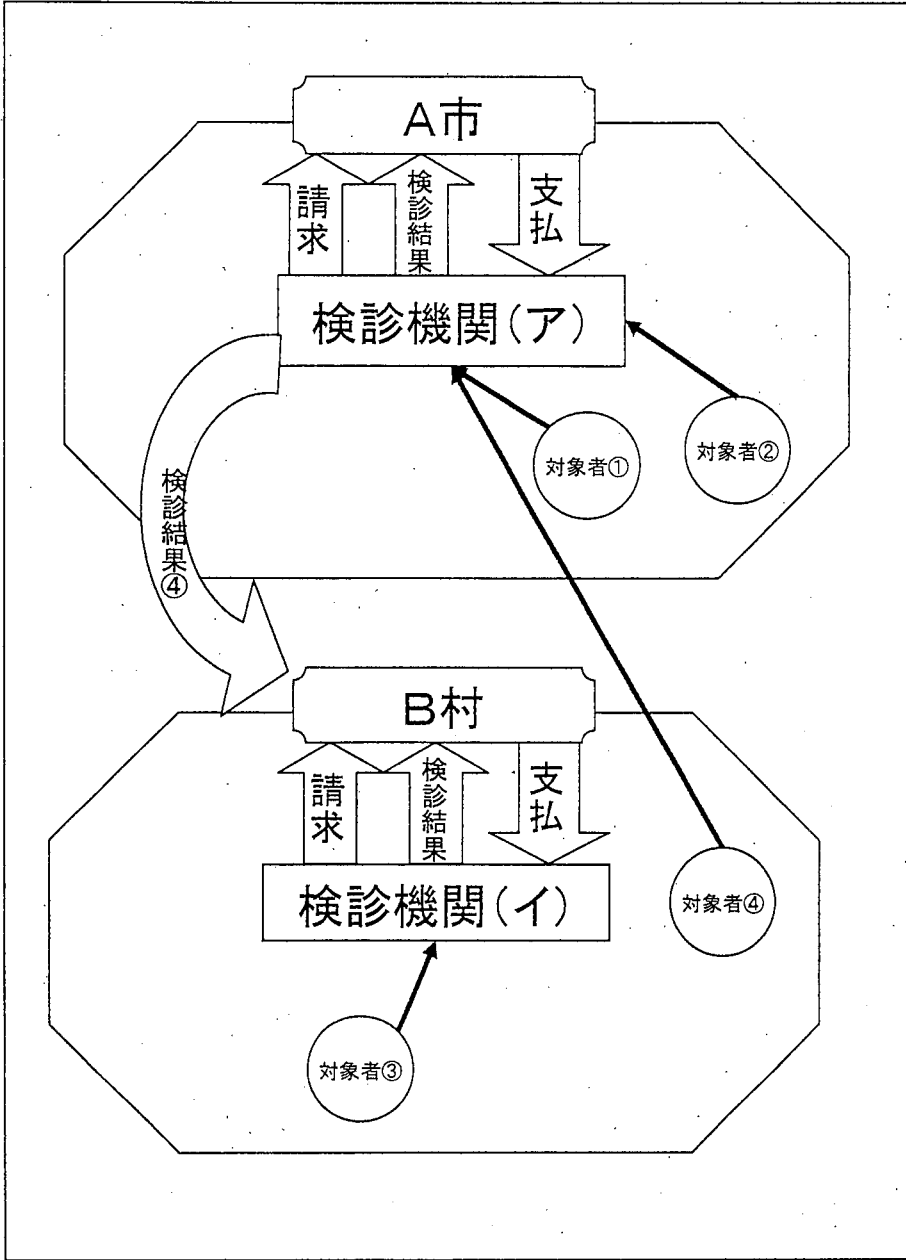 A市
請求
検診結果
支払
検診機関(ア)
対象者①
対象者②
検診結果④
B村
請求
検診結果
支払
検診機関(イ)
対象者④
対象者③